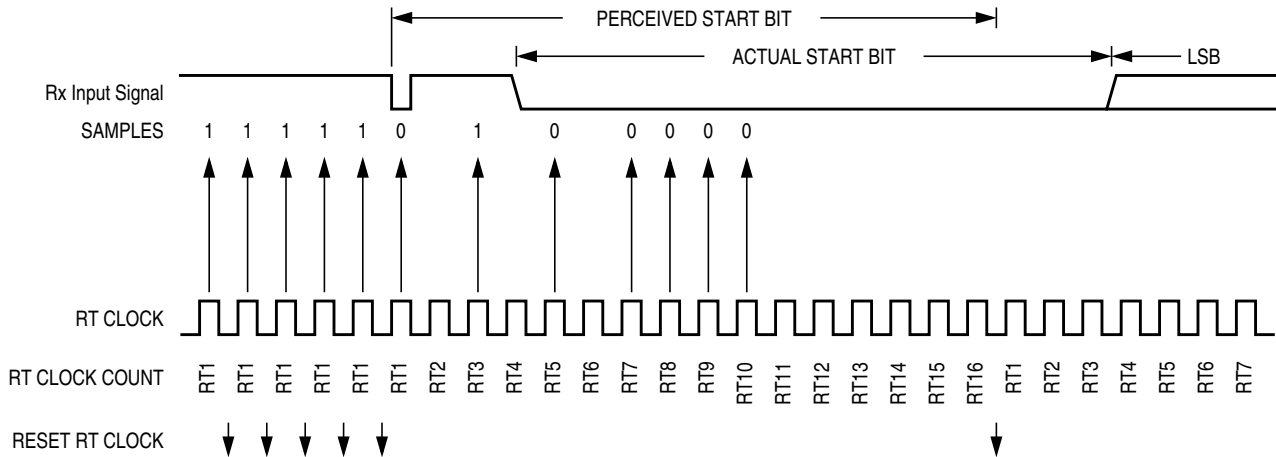 PERCEIVED START BIT
ACTUAL START BIT
LSB
Rx Input Signal
SAMPLES 1 1 1 1 1 0 1 0 0 0 0 0
RT CLOCK
RT CLOCK COUNT RT1 RT1 RT1 RT1 RT1 RT1 RT2 RT3 RT4 RT5 RT6 RT7 RT8 RT9 RT10 RT11 RT12 RT13 RT14 RT15 RT16 RT1 RT2 RT3 RT4 RT5 RT6 RT7
RESET RT CLOCK